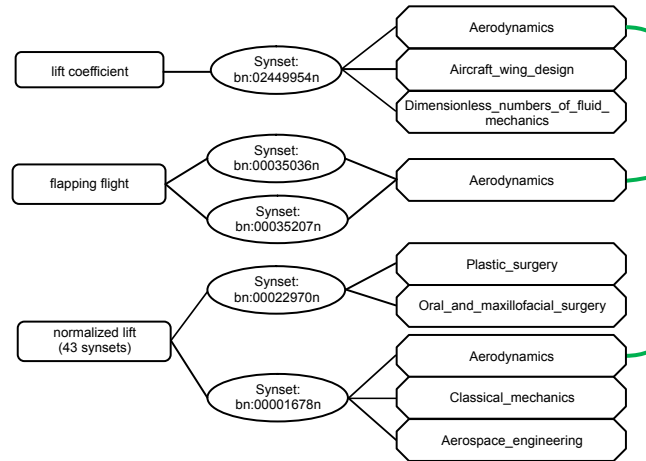 lift coefficient
Synset:
bn:02449954n
Aerodynamics
Aircraft_wing_design
Dimensionless_numbers_of_fluid_
mechanics
flapping flight
Synset:
bn:00035036n
Synset:
bn:00035207n
Aerodynamics
normalized lift
(43 synsets)
Synset:
bn:00022970n
Plastic_surgery
Oral_and_maxillofacial_surgery
Synset:
bn:00001678n
Aerodynamics
Classical_mechanics
Aerospace_engineering